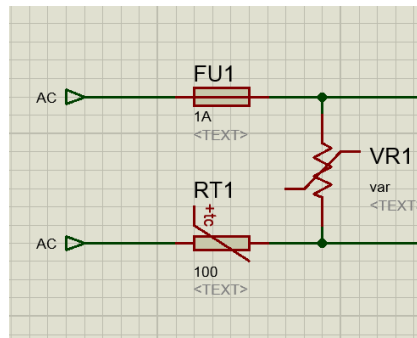 FU1
AC
1A
<TEXT>
VR1
var
<TEXT>
RT1
+tc
AC
100
<TEXT>